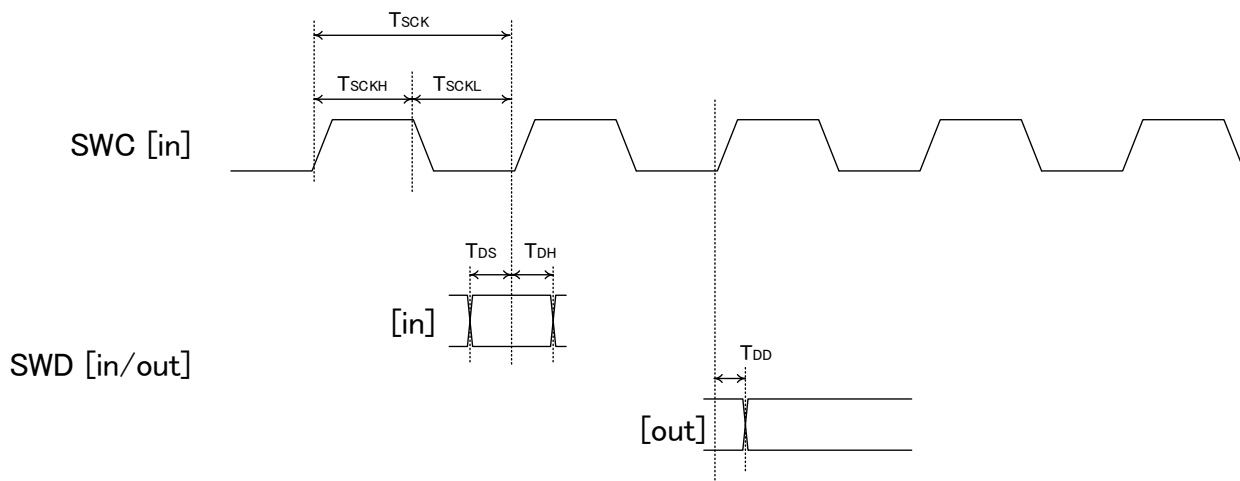 TSCK
TSCKH TSCKL
SWC [in]
TDS TDH
[in]
SWD [in/out]
TDD
[out]